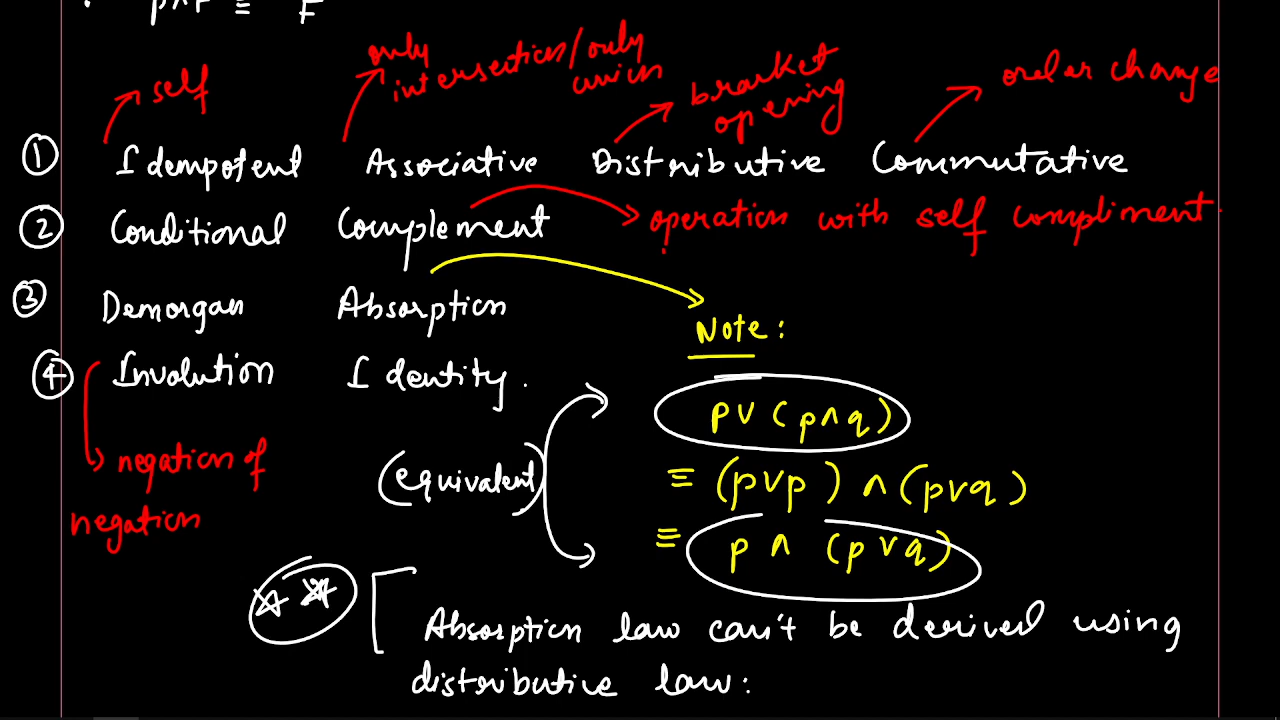 p∧F ≡ F
self
only
intersection/only
union
bracket
opening
order change
① Idempotent Associative Distributive Commutative
② Conditional Complement
operation with self compliment.
③ Demorgan Absorption
Note:
④ Involution Identity.
p∨(p∧q)
negation of
negation
(equivalent)
≡ (p∨p) ∧ (p∨q)
≡ p ∧ (p∨q)
Absorption law can't be derived using
distributive law: